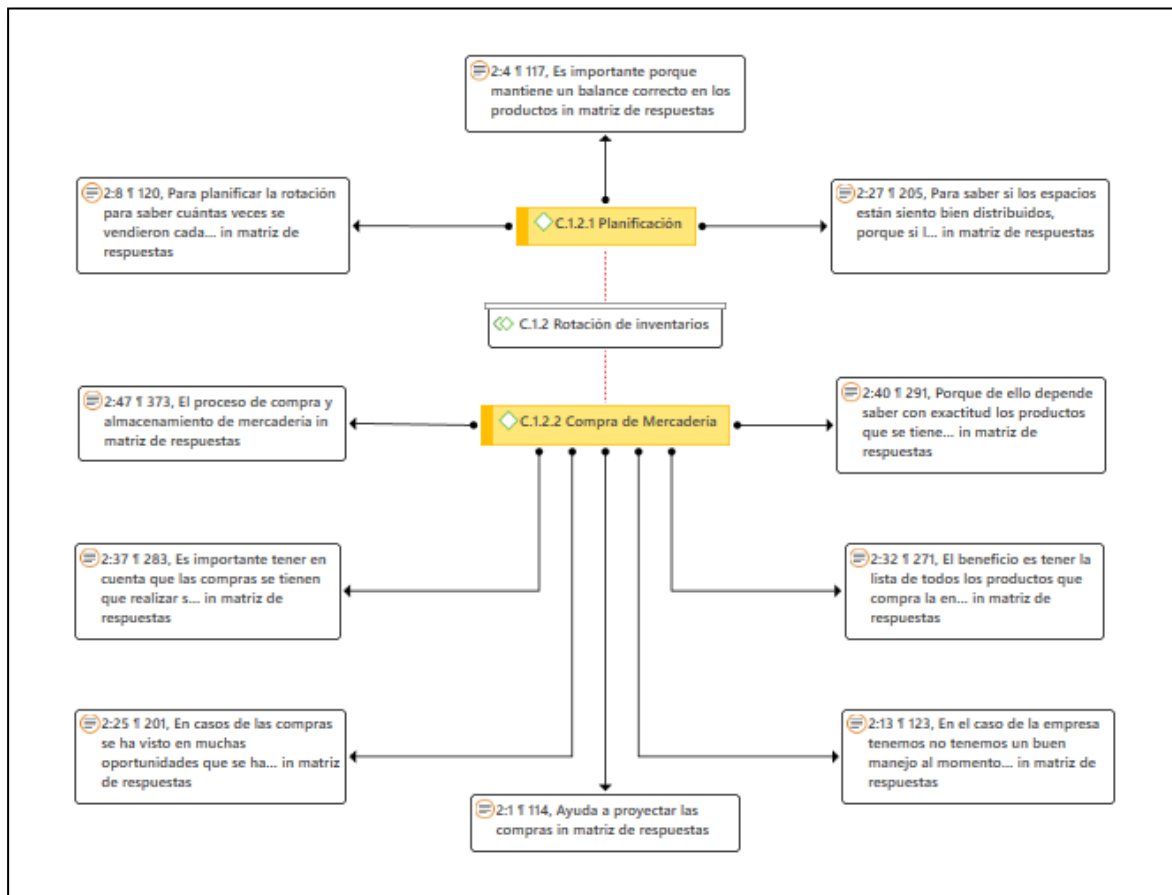 2:4 ¶ 117, Es importante porque
mantiene un balance correcto en los
productos in matriz de respuestas
2:8 ¶ 120, Para planificar la rotación
para saber cuántas veces se
vendieron cada... in matriz de
respuestas
C.1.2.1 Planificación
2:27 ¶ 205, Para saber si los espacios
están siento bien distribuidos,
porque si l... in matriz de respuestas
C.1.2 Rotación de inventarios
2:47 ¶ 373, El proceso de compra y
almacenamiento de mercaderia in
matriz de respuestas
C.1.2.2 Compra de Mercaderia
2:40 ¶ 291, Porque de ello depende
saber con exactitud los productos
que se tiene... in matriz de
respuestas
2:37 ¶ 283, Es importante tener en
cuenta que las compras se tienen
que realizar s... in matriz de
respuestas
2:32 ¶ 271, El beneficio es tener la
lista de todos los productos que
compra la en... in matriz de
respuestas
2:25 ¶ 201, En casos de las compras
se ha visto en muchas
oportunidades que se ha... in matriz
de respuestas
2:13 ¶ 123, En el caso de la empresa
tenemos no tenemos un buen
manejo al momento... in matriz de
respuestas
2:1 ¶ 114, Ayuda a proyectar las
compras in matriz de respuestas